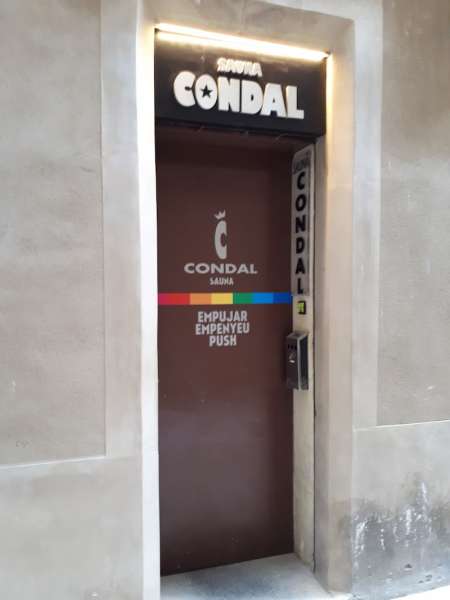 SAUNA
CONDAL
SAUNA
CONDAL
C
CONDAL
SAUNA
EMPUJAR
EMPENYEU
PUSH